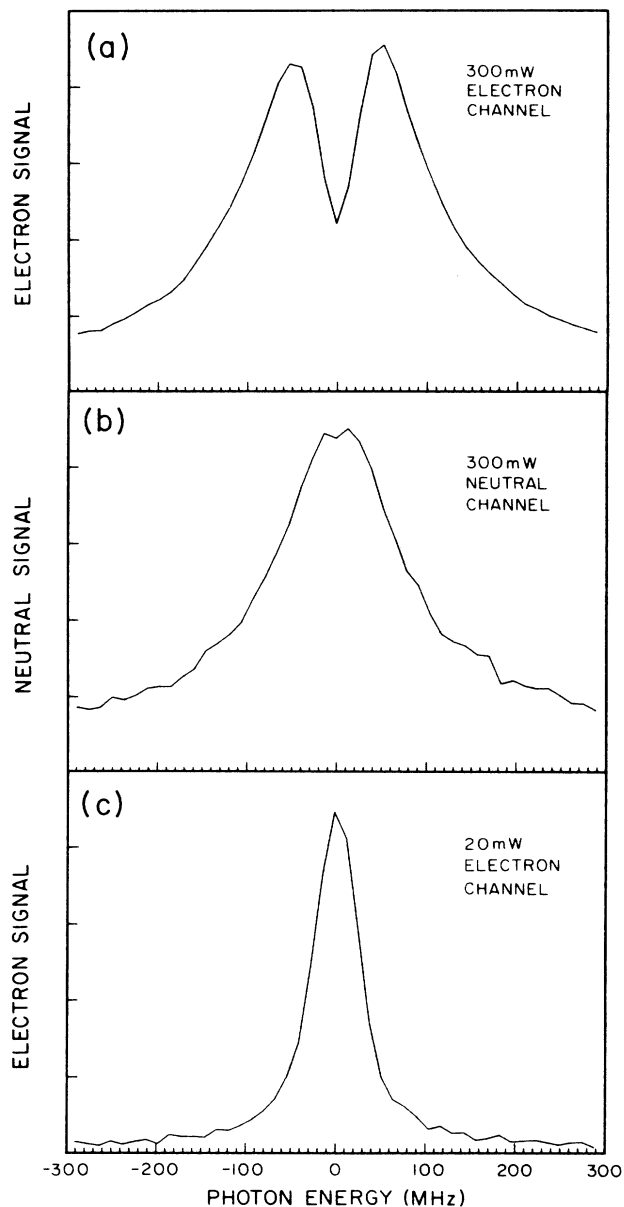 (a)
300mW
ELECTRON
CHANNEL
ELECTRON SIGNAL
(b)
300mW
NEUTRAL
CHANNEL
NEUTRAL SIGNAL
(c)
20mW
ELECTRON
CHANNEL
ELECTRON SIGNAL
-300 -200 -100 0 100 200 300
PHOTON ENERGY (MHz)